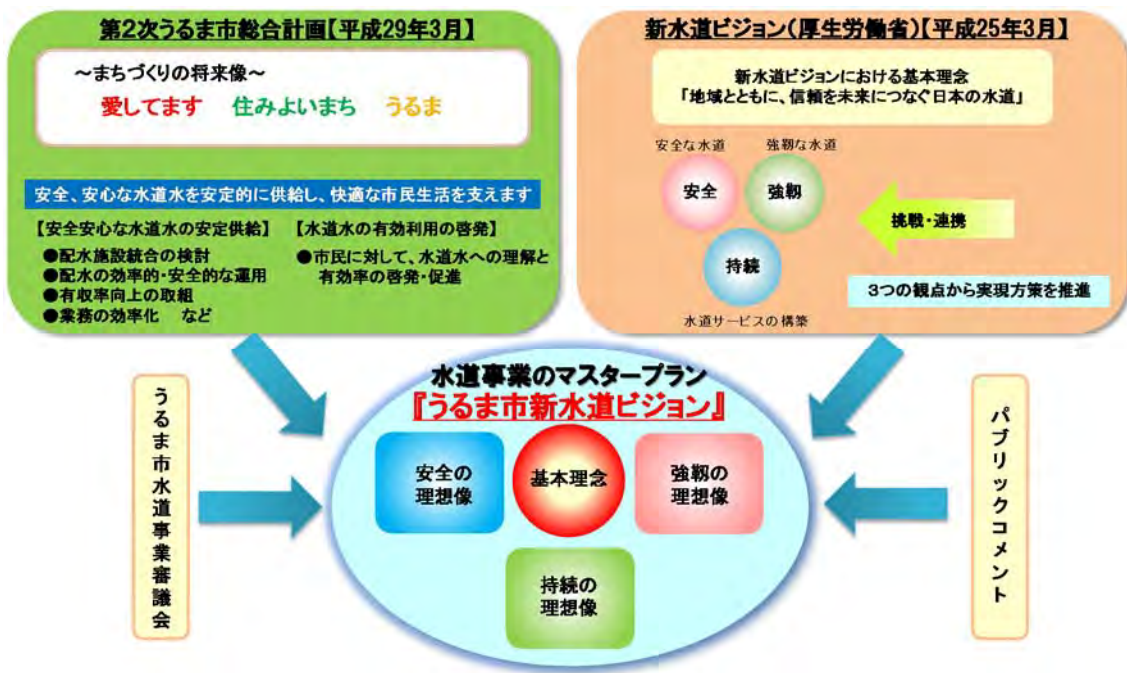 第2次うるま市総合計画【平成29年3月】
～まちづくりの将来像～
愛してます　住みよいまち　うるま
安全、安心な水道水を安定的に供給し、快適な市民生活を支えます
【安全安心な水道水の安定供給】
●配水施設統合の検討
●配水の効率的・安全的な運用
●有収率向上の取組
●業務の効率化　など
【水道水の有効利用の啓発】
●市民に対して、水道水への理解と
有効率の啓発・促進
新水道ビジョン（厚生労働省）【平成25年3月】
新水道ビジョンにおける基本理念
「地域とともに、信頼を未来につなぐ日本の水道」
安全な水道
強靭な水道
安全
強靭
持続
水道サービスの構築
挑戦・連携
3つの観点から実現方策を推進
うるま市水道事業審議会
水道事業のマスタープラン
『うるま市新水道ビジョン』
安全の
理想像
基本理念
強靭の
理想像
持続の
理想像
パブリックコメント